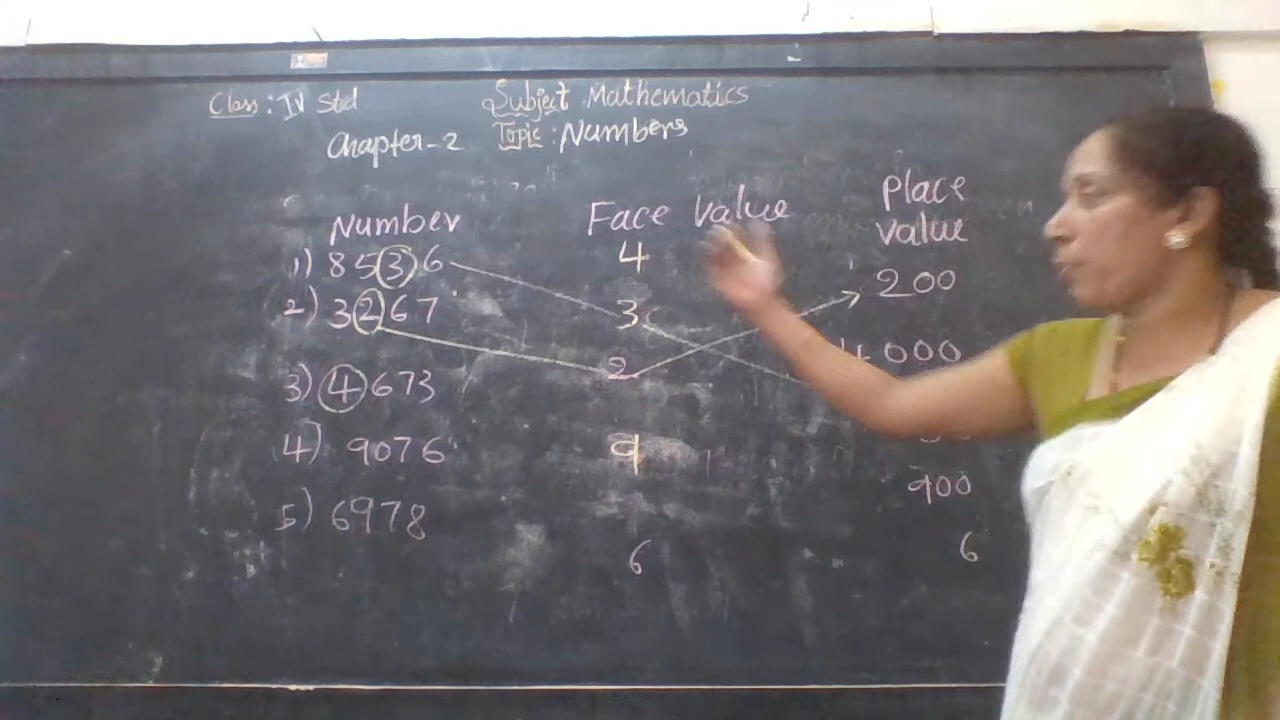 Class: IV Std Subject Mathematics
Chapter-2 Topic: Numbers
Number Face Value Place Value
1) 8536 4 200
2) 3267 3 4000
3) 4673 2
4) 9076 9 900
5) 6978 6 6